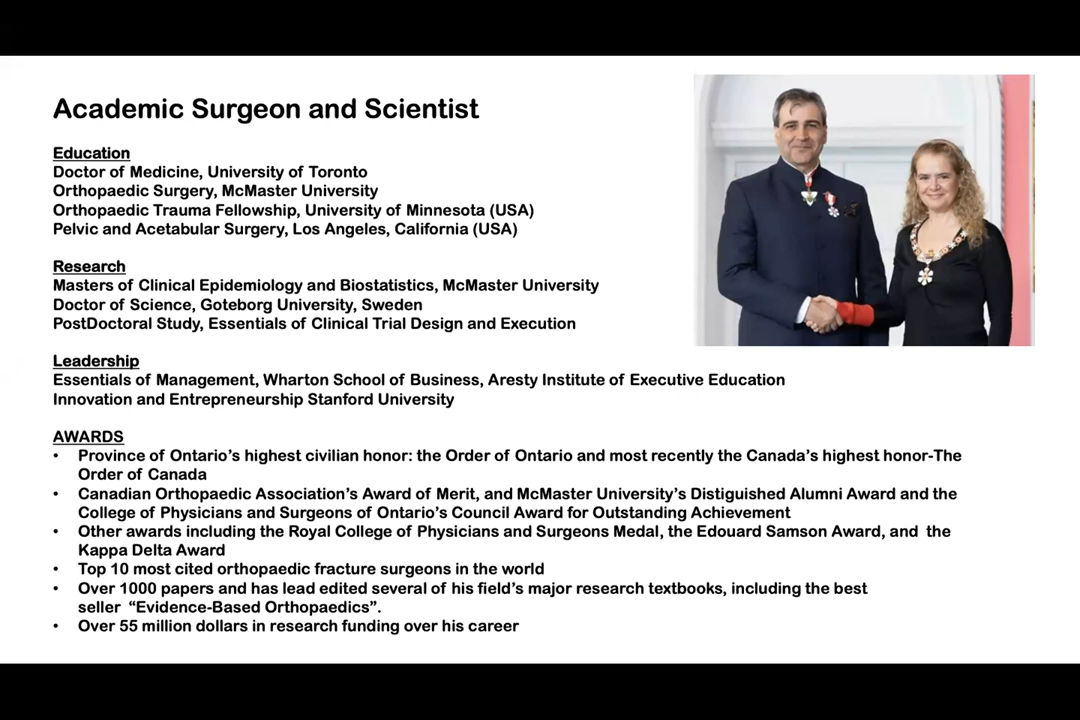 Academic Surgeon and Scientist
Education
Doctor of Medicine, University of Toronto
Orthopaedic Surgery, McMaster University
Orthopaedic Trauma Fellowship, University of Minnesota (USA)
Pelvic and Acetabular Surgery, Los Angeles, California (USA)
Research
Masters of Clinical Epidemiology and Biostatistics, McMaster University
Doctor of Science, Goteborg University, Sweden
PostDoctoral Study, Essentials of Clinical Trial Design and Execution
Leadership
Essentials of Management, Wharton School of Business, Aresty Institute of Executive Education
Innovation and Entrepreneurship Stanford University
AWARDS
• Province of Ontario’s highest civilian honor: the Order of Ontario and most recently the Canada’s highest honor-The
Order of Canada
• Canadian Orthopaedic Association’s Award of Merit, and McMaster University’s Distiguished Alumni Award and the
College of Physicians and Surgeons of Ontario’s Council Award for Outstanding Achievement
• Other awards including the Royal College of Physicians and Surgeons Medal, the Edouard Samson Award, and the
Kappa Delta Award
• Top 10 most cited orthopaedic fracture surgeons in the world
• Over 1000 papers and has lead edited several of his field’s major research textbooks, including the best
seller “Evidence-Based Orthopaedics”.
• Over 55 million dollars in research funding over his career